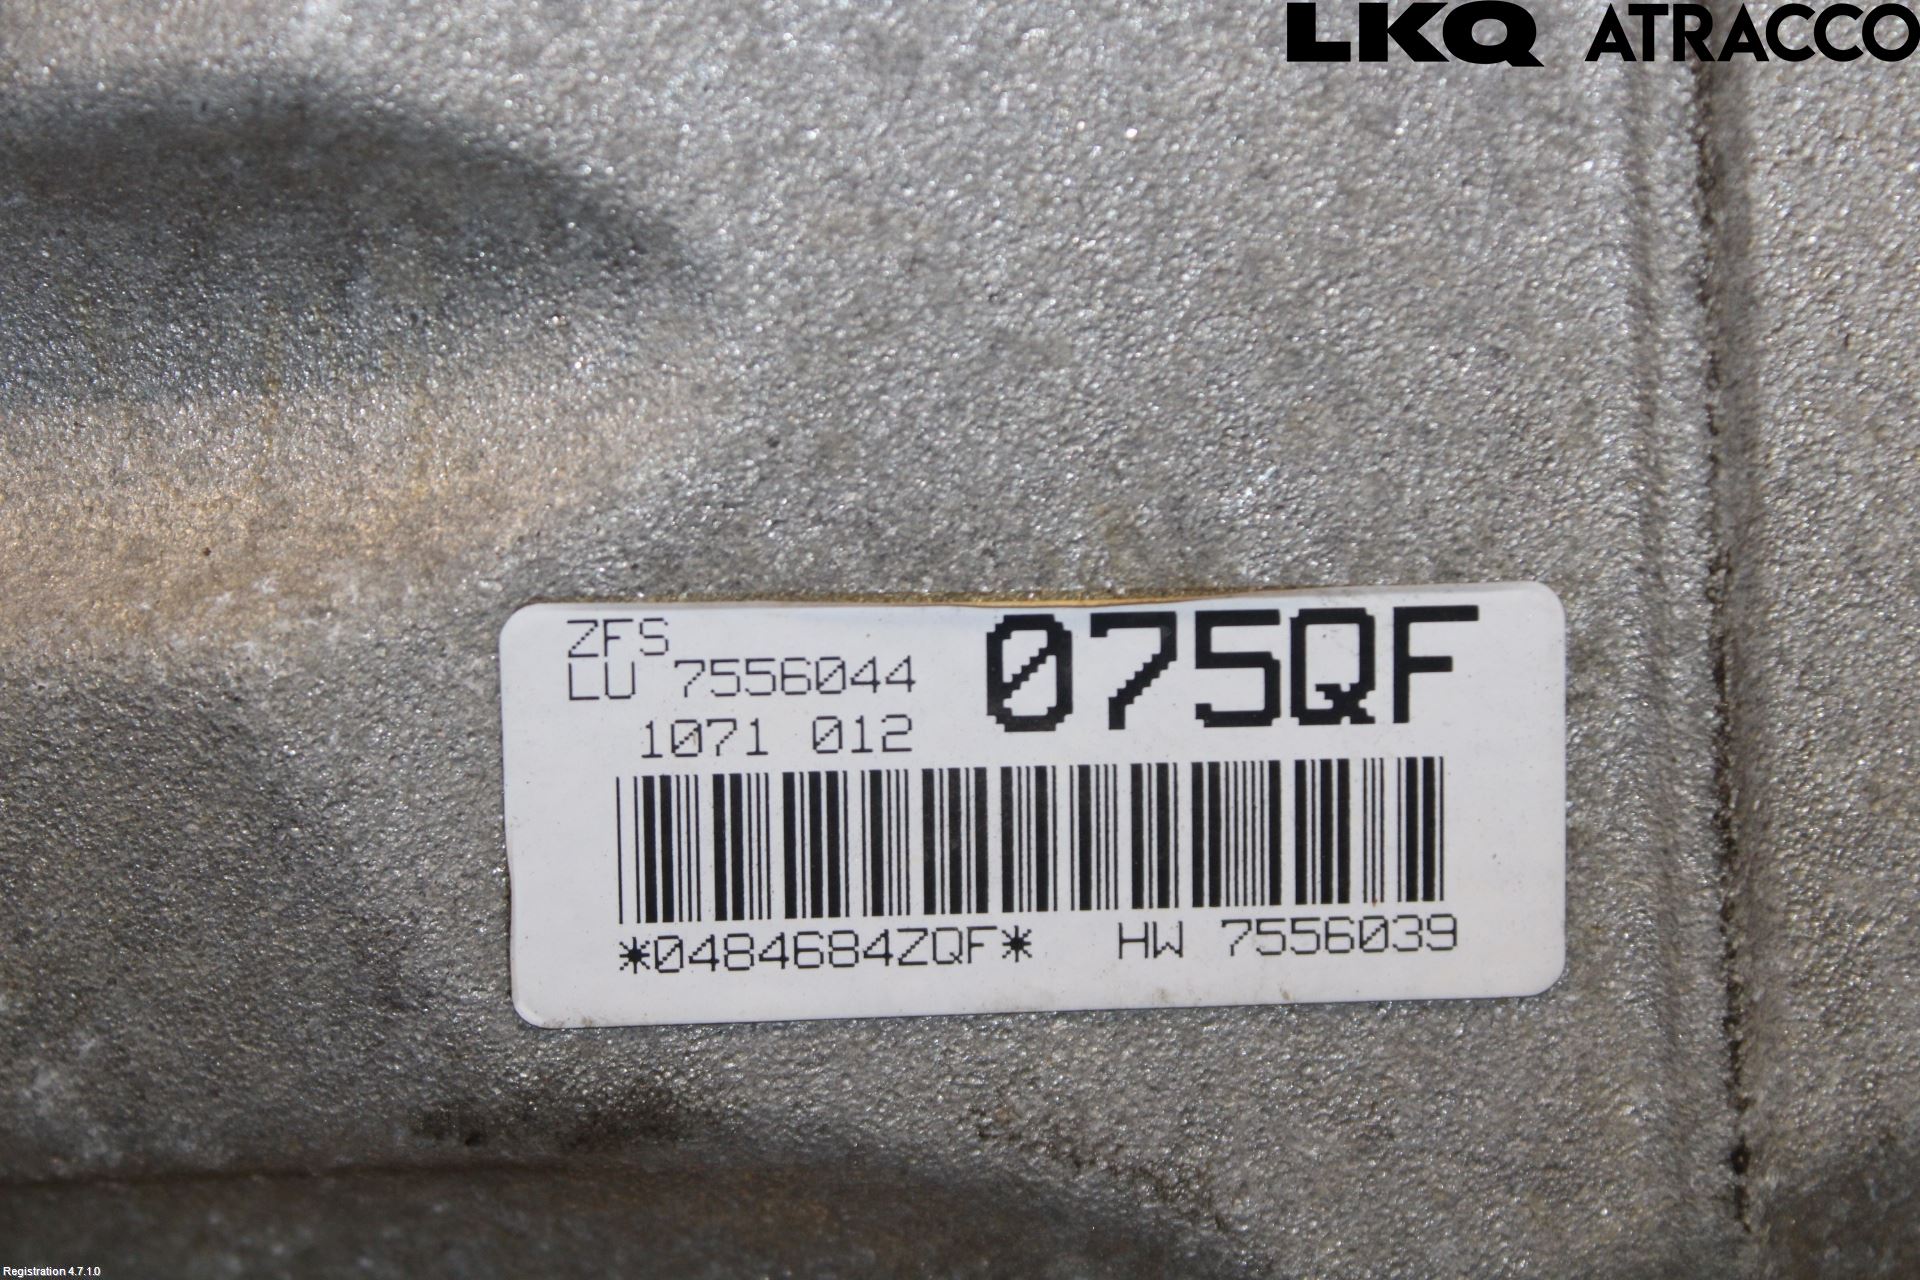 LKQ ATRACCO
ZFS
LU 7556044
1071 012
075QF
*0484684ZQF* HW 7556039
Registration 4.7.1.0